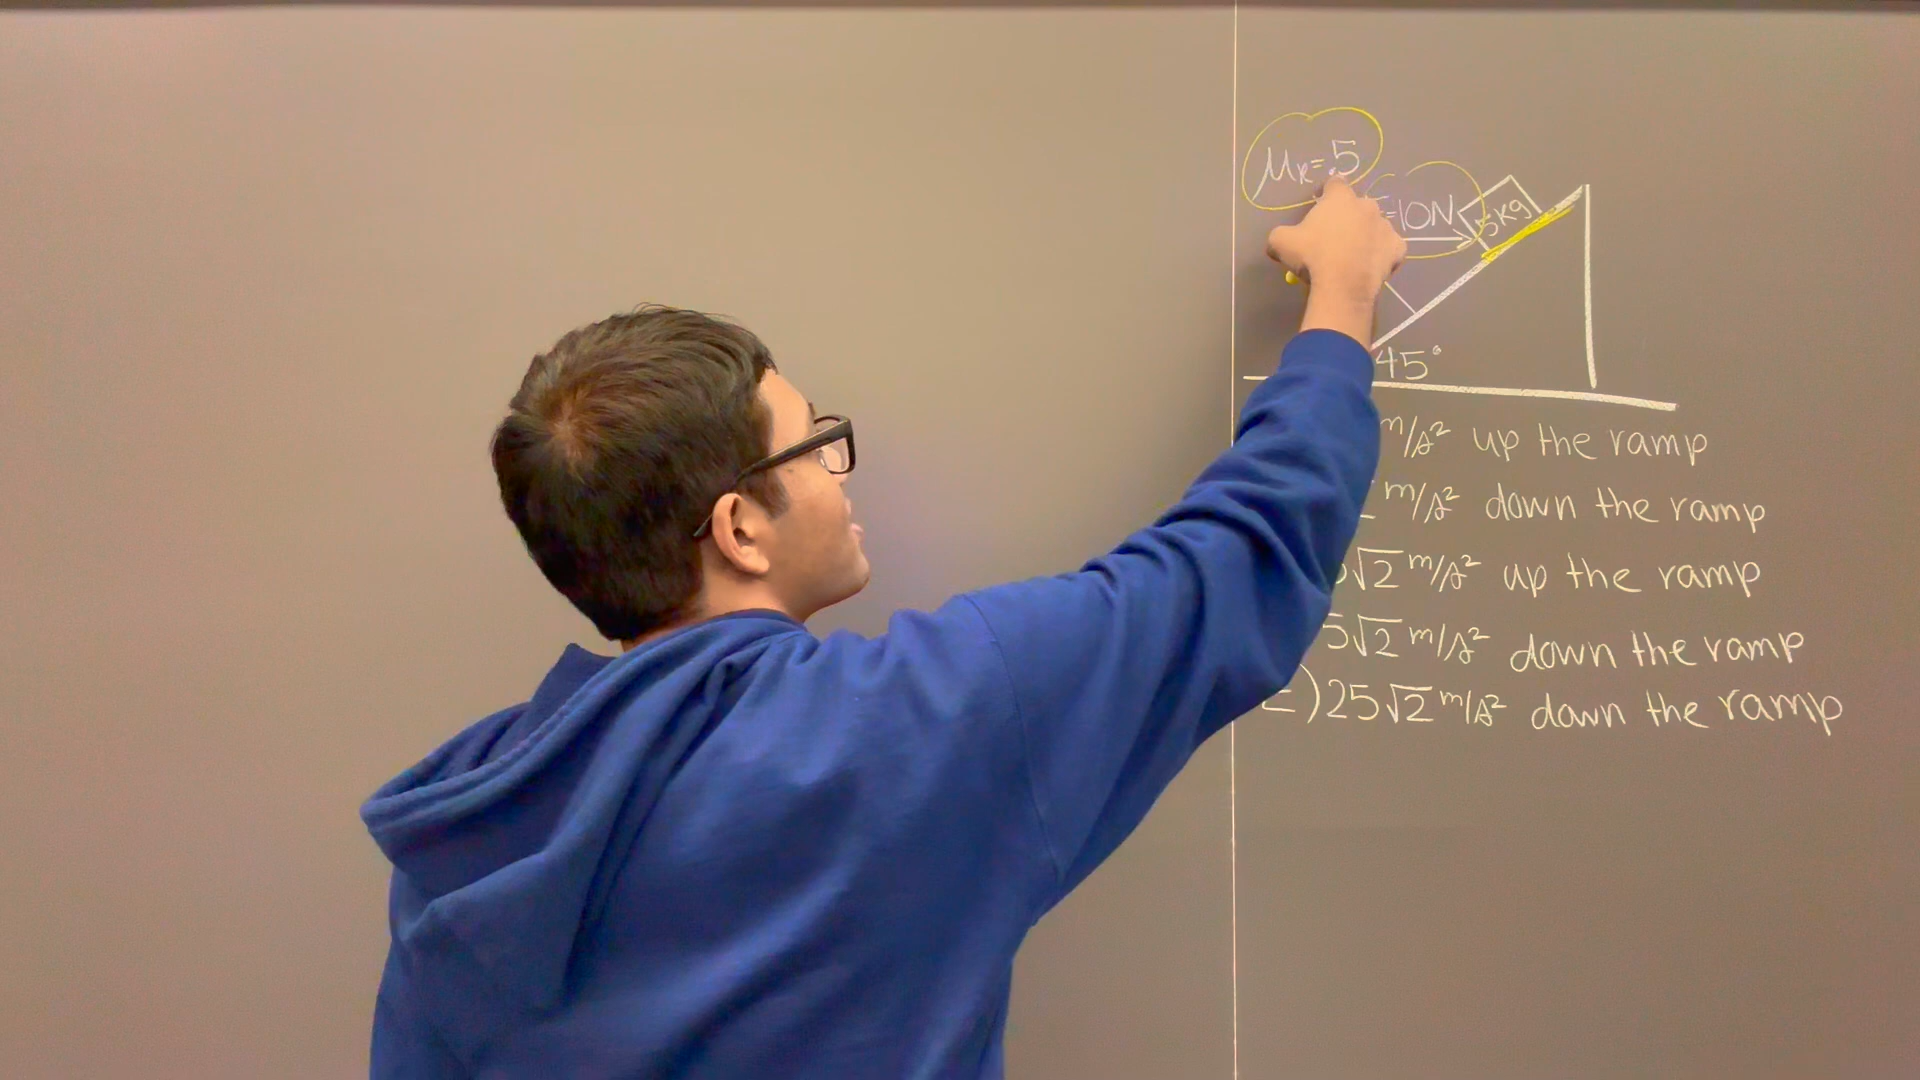 μk=.5
=10N
5kg
45°
m/s² up the ramp
m/s² down the ramp
√2 m/s² up the ramp
5√2 m/s² down the ramp
E) 25√2 m/s² down the ramp